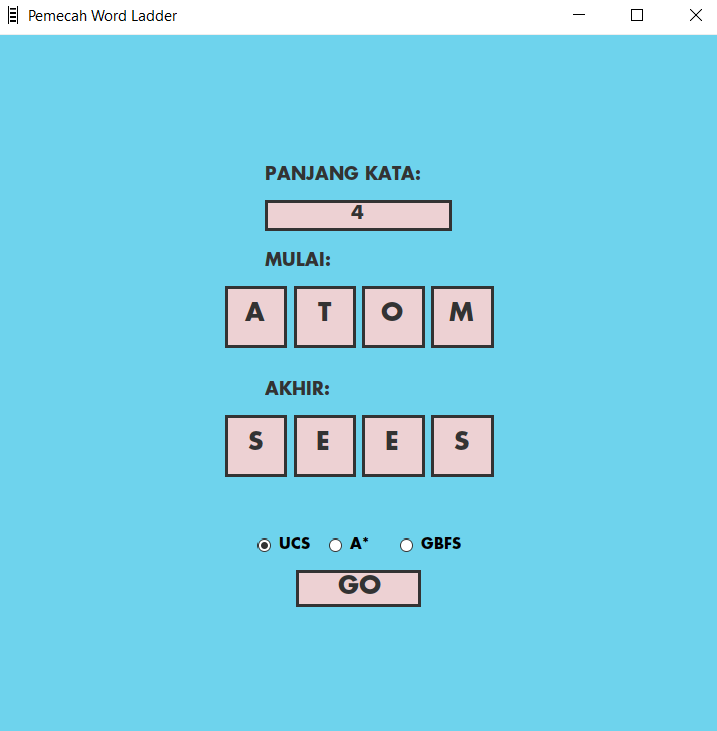 Pemecah Word Ladder
PANJANG KATA:
4
MULAI:
A T O M
AKHIR:
S E E S
UCS A* GBFS
GO